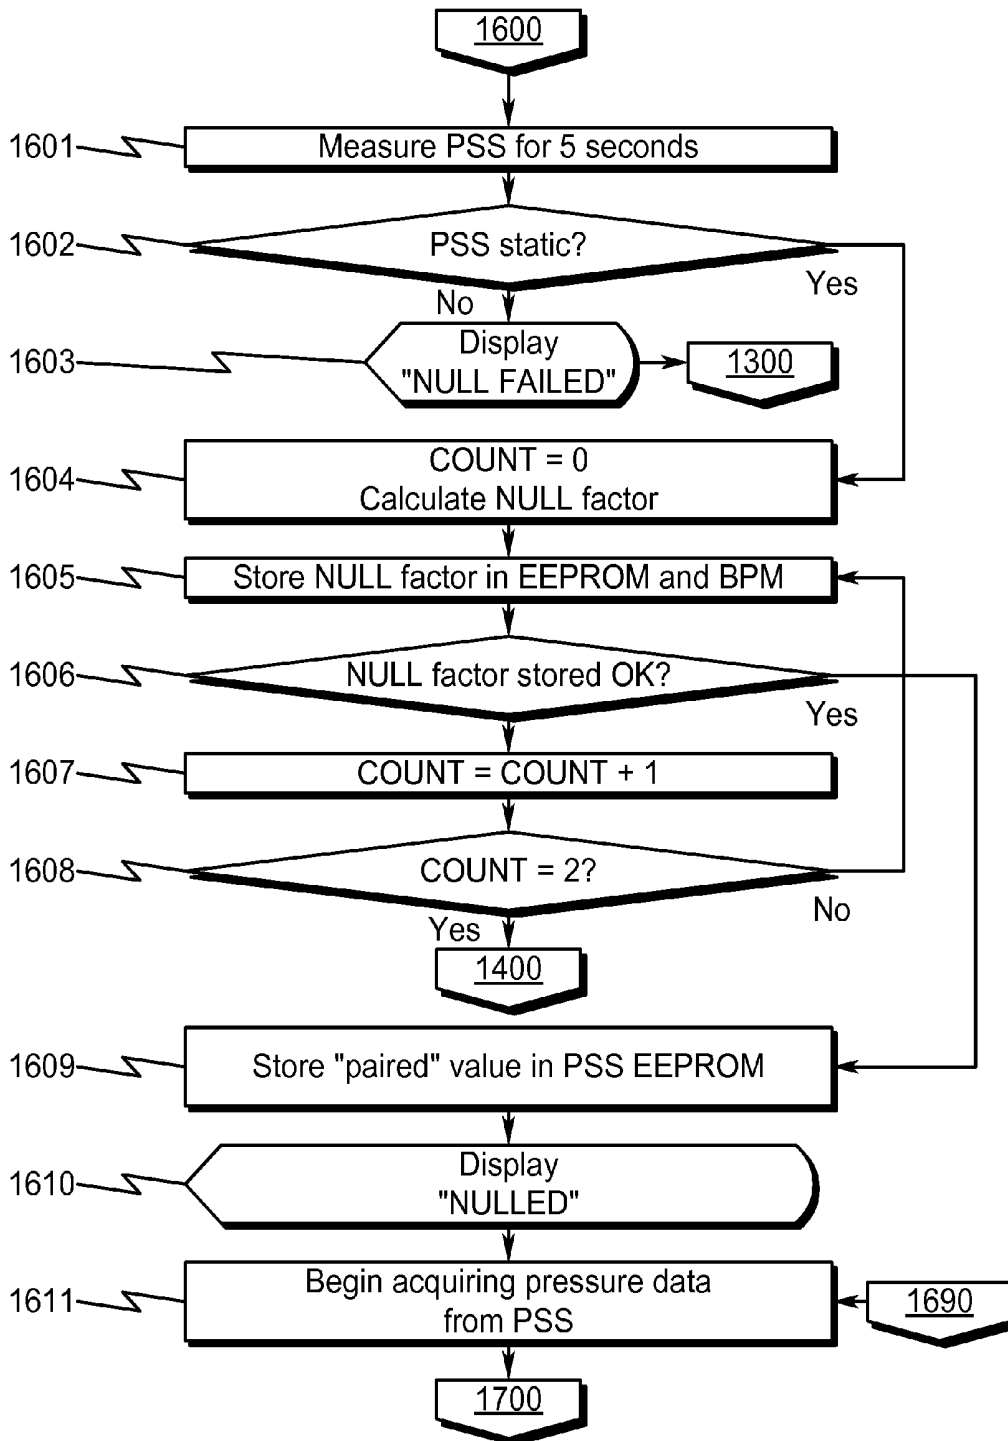 1600
1601
Measure PSS for 5 seconds
1602
PSS static?
Yes
No
1603
Display
"NULL FAILED"
1300
1604
COUNT = 0
Calculate NULL factor
1605
Store NULL factor in EEPROM and BPM
1606
NULL factor stored OK?
Yes
1607
COUNT = COUNT + 1
1608
COUNT = 2?
No
Yes
1400
1609
Store "paired" value in PSS EEPROM
1610
Display
"NULLED"
1611
Begin acquiring pressure data
from PSS
1690
1700